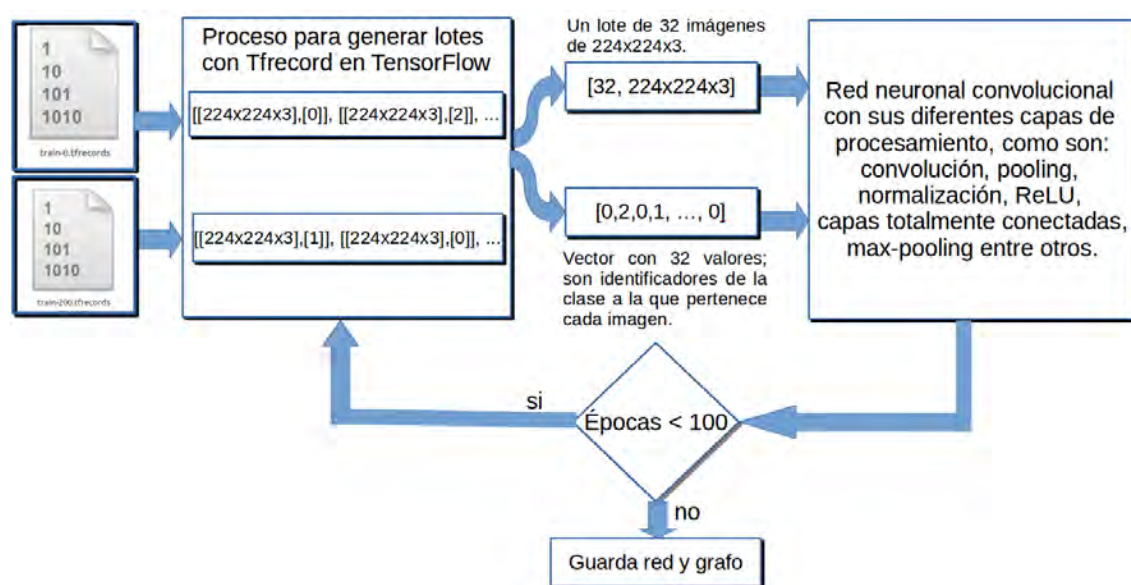 1
10
101
1010
train-0.tfrecords
1
10
101
1010
train-200.tfrecords
Proceso para generar lotes
con Tfrecord en TensorFlow
[[224x224x3],[0]], [[224x224x3],[2]], ...
[[224x224x3],[1]], [[224x224x3],[0]], ...
Un lote de 32 imágenes
de 224x224x3.
[32, 224x224x3]
[0,2,0,1, ..., 0]
Vector con 32 valores;
son identificadores de la
clase a la que pertenece
cada imagen.
Red neuronal convolucional
con sus diferentes capas de
procesamiento, como son:
convolución, pooling,
normalización, ReLU,
capas totalmente conectadas,
max-pooling entre otros.
si
Épocas < 100
no
Guarda red y grafo